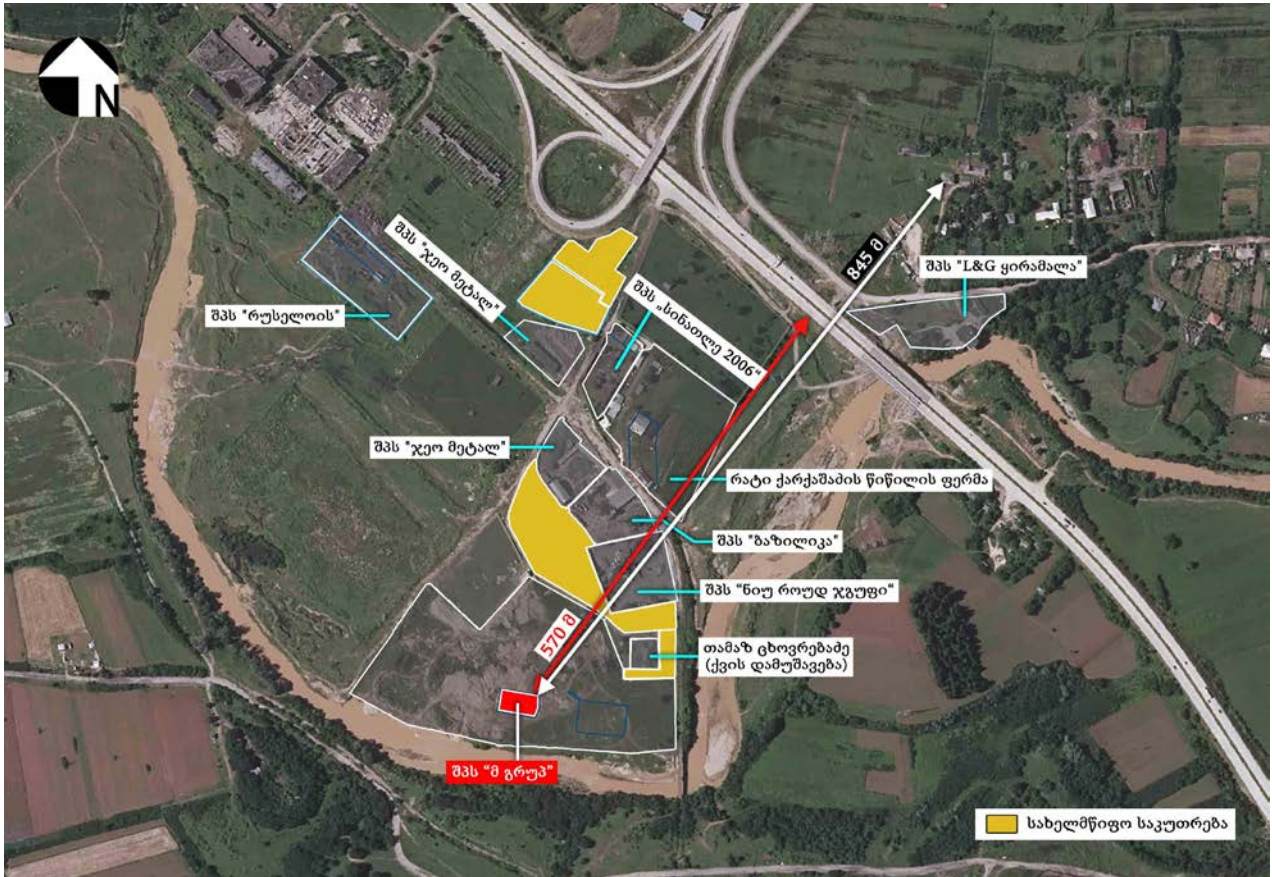 N
შპს "რუსელოის"
შპს "ჯეო მეტალ"
შპს „სინათლე 2006“
845 მ
შპს "L&G ყირამალა"
შპს "ჯეო მეტალ"
რატი ქარქაშაძის წიწილის ფერმა
შპს "ბაზილიკა"
შპს "ნიუ როუდ ჯგუფი"
570 მ
თამაზ ცხოვრებაძე
(ქვის დამუშავება)
შპს "მ გრუპ"
სახელმწიფო საკუთრება